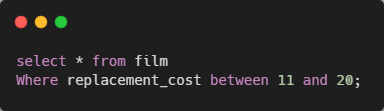 select * from film
Where replacement_cost between 11 and 20;